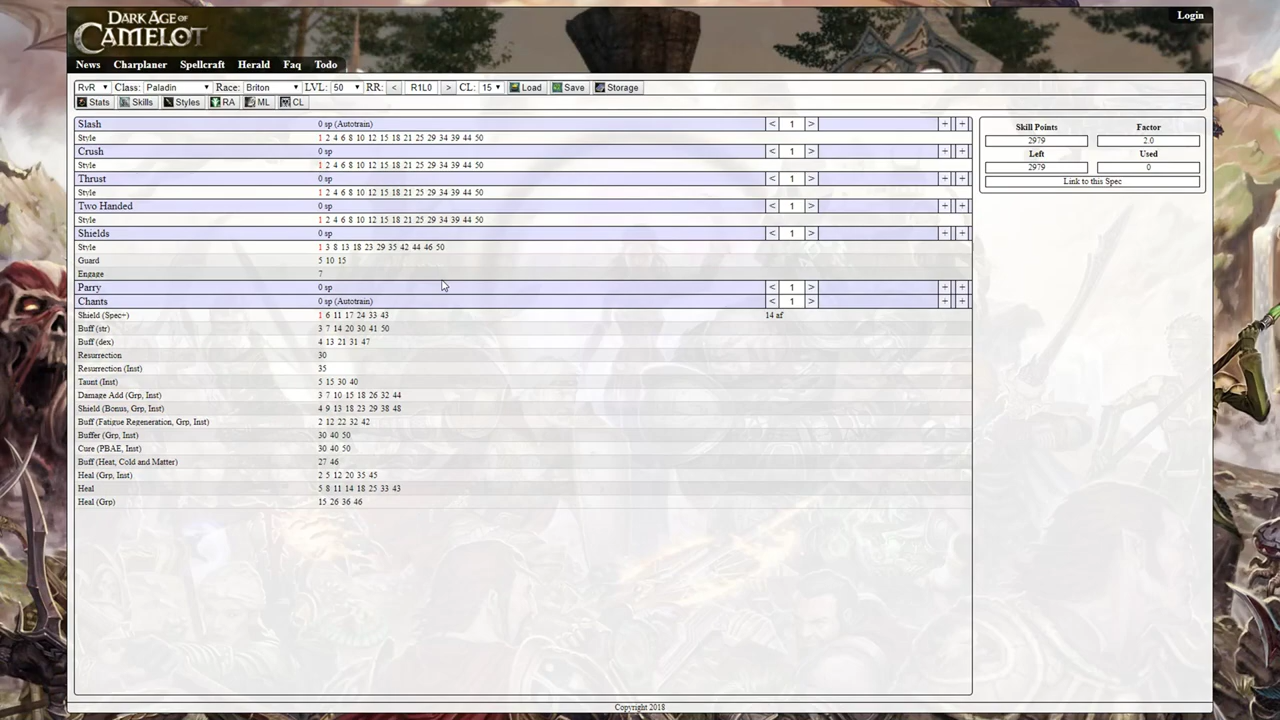 DARK AGE OF
CAMELOT
Login
News Charplaner Spellcraft Herald Faq Todo
RvR Class: Paladin Race: Briton LVL: 50 RR: < R1L0 > CL: 15 Load Save Storage
Stats Skills Styles RA ML CL
Slash 0 sp (Autotrain) < 1 > + +
Style 1 2 4 6 8 10 12 15 18 21 25 29 34 39 44 50
Crush 0 sp < 1 > + +
Style 1 2 4 6 8 10 12 15 18 21 25 29 34 39 44 50
Thrust 0 sp < 1 > + +
Style 1 2 4 6 8 10 12 15 18 21 25 29 34 39 44 50
Two Handed 0 sp < 1 > + +
Style 1 2 4 6 8 10 12 15 18 21 25 29 34 39 44 50
Shields 0 sp < 1 > + +
Style 1 3 8 13 18 23 29 35 42 44 46 50
Guard 5 10 15
Engage 7
Parry 0 sp < 1 > + +
Chants 0 sp (Autotrain) < 1 > + +
Shield (Spec+) 1 6 11 17 24 33 43 14 af
Buff (str) 3 7 14 20 30 41 50
Buff (dex) 4 13 21 31 47
Resurrection 30
Resurrection (Inst) 35
Taunt (Inst) 5 15 30 40
Damage Add (Grp, Inst) 3 7 10 15 18 26 32 44
Shield (Bonus, Grp, Inst) 4 9 13 18 23 29 38 48
Buff (Fatigue Regeneration, Grp, Inst) 2 12 22 32 42
Buffer (Grp, Inst) 30 40 50
Cure (PBAE, Inst) 30 40 50
Buff (Heat, Cold and Matter) 27 46
Heal (Grp, Inst) 2 5 12 20 35 45
Heal 5 8 11 14 18 25 33 43
Heal (Grp) 15 26 36 46
Skill Points Factor
2979 2.0
Left Used
2979 0
Link to this Spec
Copyright 2018